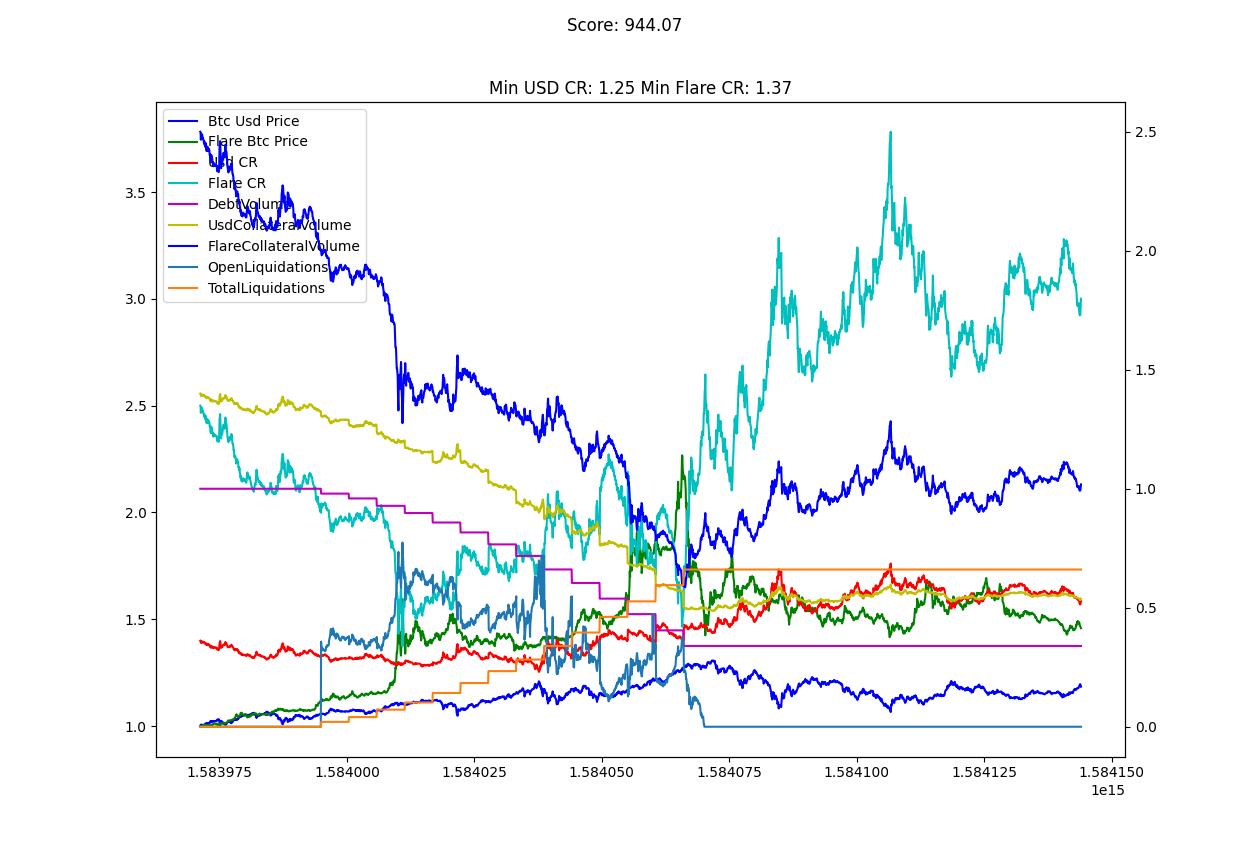 Score: 944.07
Min USD CR: 1.25 Min Flare CR: 1.37
Btc Usd Price
Flare Btc Price
Usd CR
Flare CR
DebtVolume
UsdCollateralVolume
FlareCollateralVolume
OpenLiquidations
TotalLiquidations
3.5
3.0
2.5
2.0
1.5
1.0
2.5
2.0
1.5
1.0
0.5
0.0
1.583975
1.584000
1.584025
1.584050
1.584075
1.584100
1.584125
1.584150
1e15